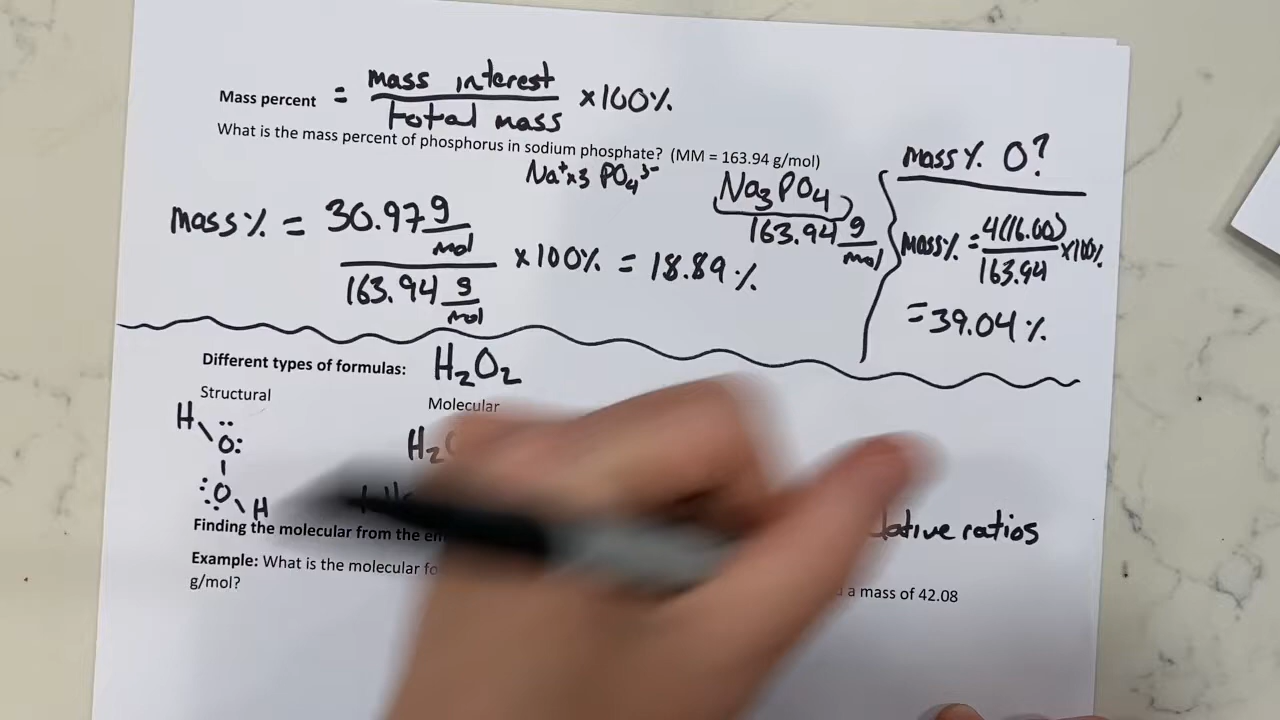 Mass percent = mass interest / total mass ×100%
What is the mass percent of phosphorus in sodium phosphate? (MM = 163.94 g/mol)
Na⁺×3 PO₄³⁻
Na₃PO₄
163.94 g/mol
Mass % = 30.97 g/mol / 163.94 g/mol ×100% = 18.89 %
Mass % O?
Mass% = 4(16.00) / 163.94 ×100%
= 39.04 %
Different types of formulas: H₂O₂
Structural
Molecular
H
Ö:
:O
H
H₂
lative ratios
Finding the molecular from the
Example: What is the molecular
a mass of 42.08
g/mol?